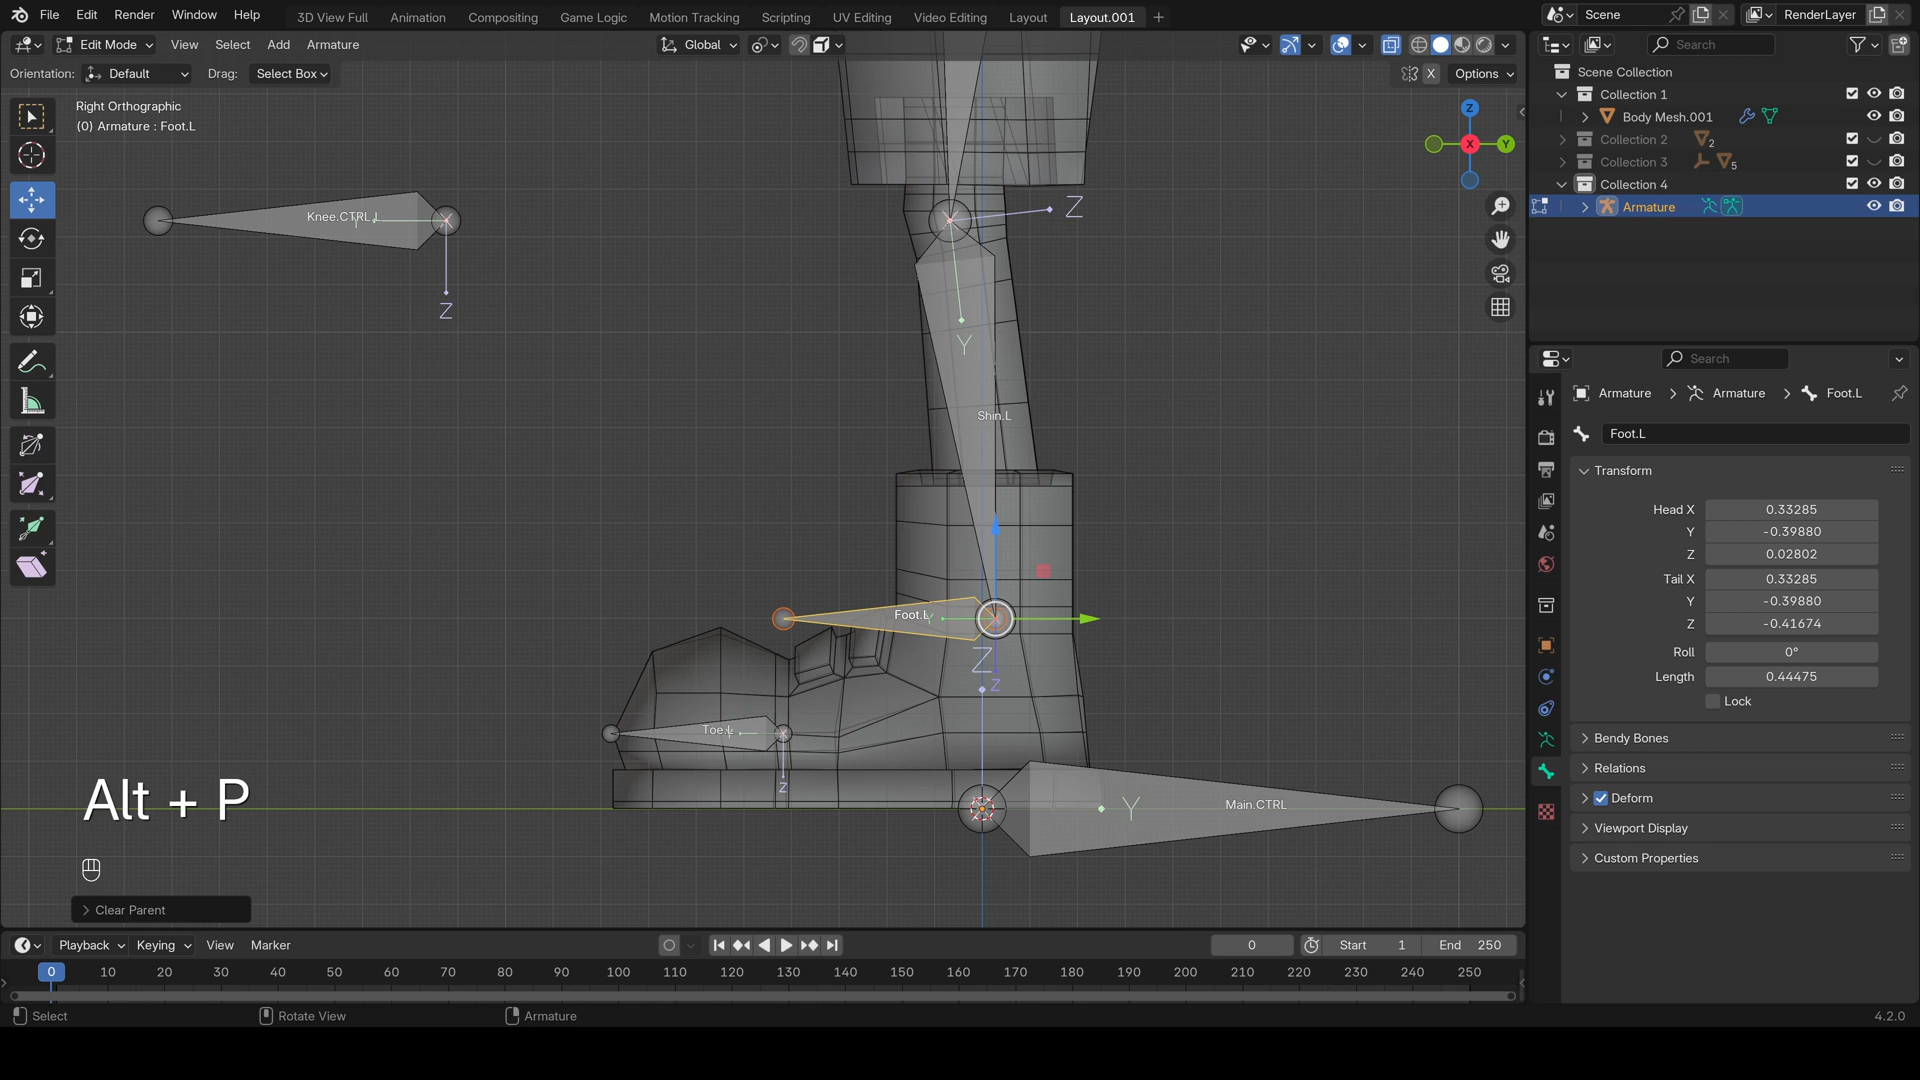 File Edit Render Window Help
3D View Full Animation Compositing Game Logic Motion Tracking Scripting UV Editing Video Editing Layout Layout.001
Scene
RenderLayer
Edit Mode View Select Add Armature
Global
Search
Orientation: Default Drag: Select Box
X Options
Right Orthographic
(0) Armature : Foot.L
Scene Collection
Collection 1
Body Mesh.001
Collection 2
2
Collection 3
5
Collection 4
Armature
Z
X
Y
Knee.CTRL.L
Z
Z
Y
Shin.L
Foot.L
Z
Z
Toe.L
Z
Main.CTRL
Y
Alt + P
Clear Parent
Search
Armature Armature Foot.L
Foot.L
Transform
Head X 0.33285
Y -0.39880
Z 0.02802
Tail X 0.33285
Y -0.39880
Z -0.41674
Roll 0°
Length 0.44475
Lock
Bendy Bones
Relations
Deform
Viewport Display
Custom Properties
Playback Keying View Marker
0 Start 1 End 250
0 10 20 30 40 50 60 70 80 90 100 110 120 130 140 150 160 170 180 190 200 210 220 230 240 250
Select Rotate View Armature
4.2.0